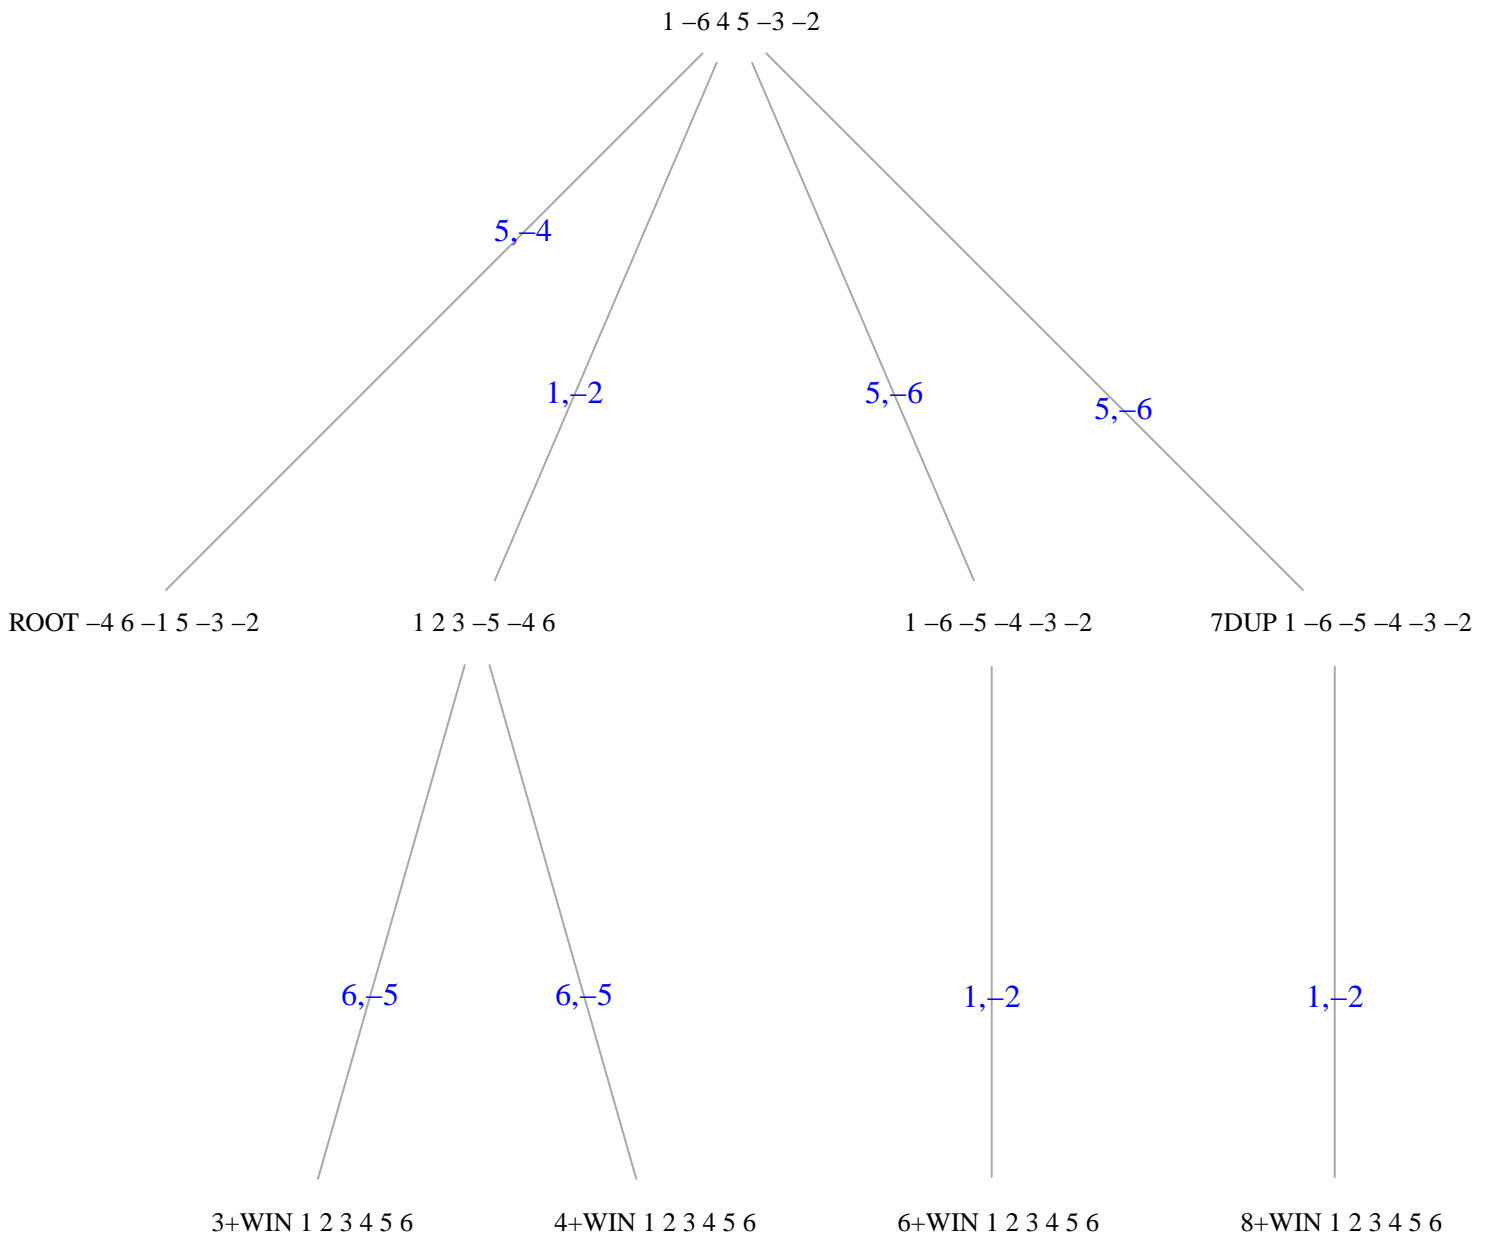 1 –6 4 5 –3 –2
5,–4
1,–2
5,–6
5,–6
ROOT –4 6 –1 5 –3 –2
1 2 3 –5 –4 6
1 –6 –5 –4 –3 –2
7DUP 1 –6 –5 –4 –3 –2
6,–5
6,–5
1,–2
1,–2
3+WIN 1 2 3 4 5 6
4+WIN 1 2 3 4 5 6
6+WIN 1 2 3 4 5 6
8+WIN 1 2 3 4 5 6